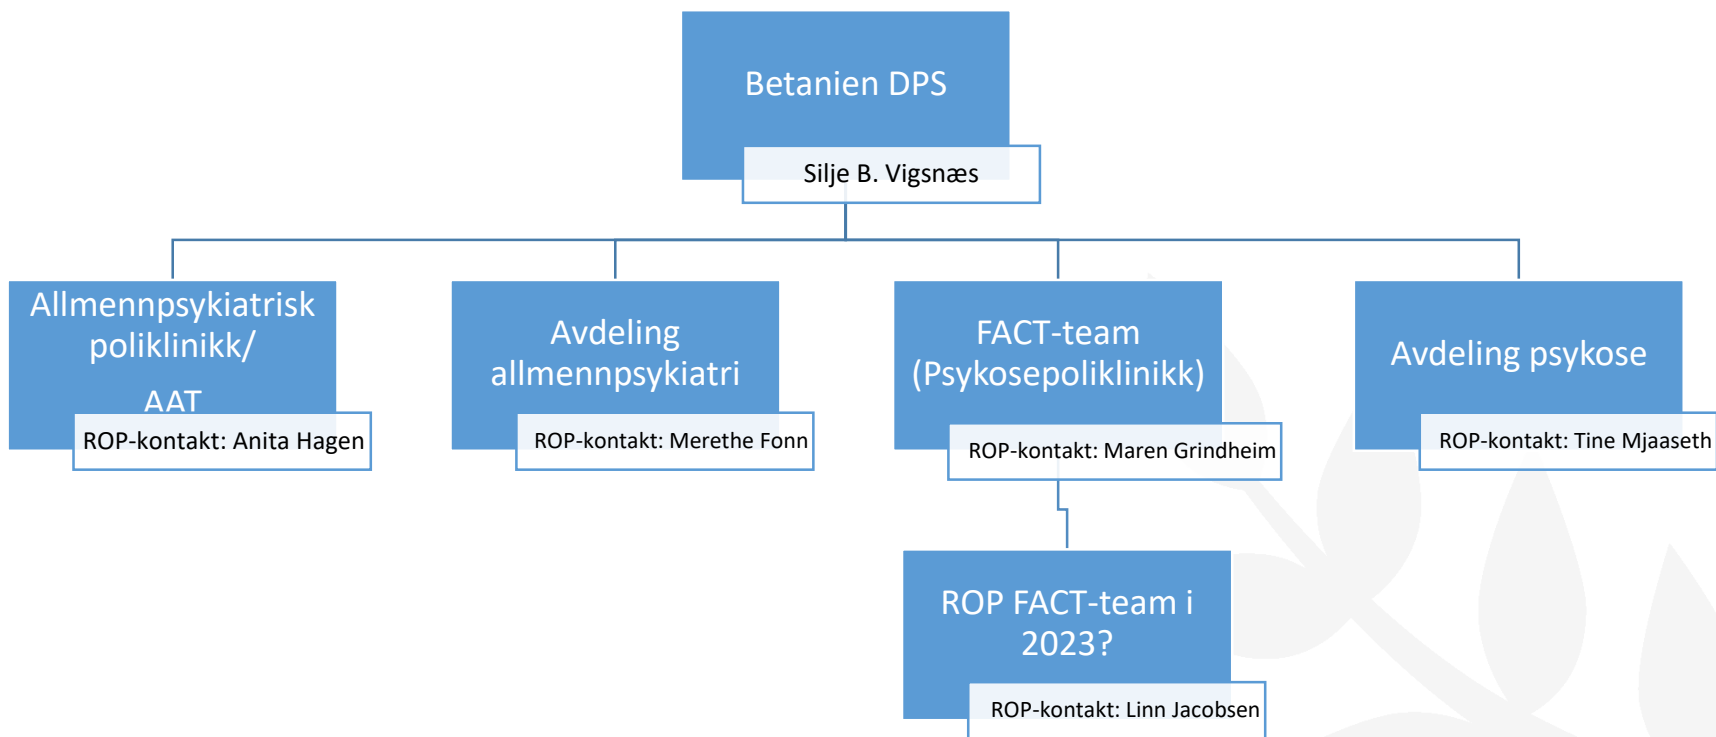 Betanien DPS
Silje B. Vigsnæs
Allmennpsykiatrisk
poliklinikk/
AAT
ROP-kontakt: Anita Hagen
Avdeling
allmennpsykiatri
ROP-kontakt: Merethe Fonn
FACT-team
(Psykosepoliklinikk)
ROP-kontakt: Maren Grindheim
Avdeling psykose
ROP-kontakt: Tine Mjaaseth
ROP FACT-team i
2023?
ROP-kontakt: Linn Jacobsen